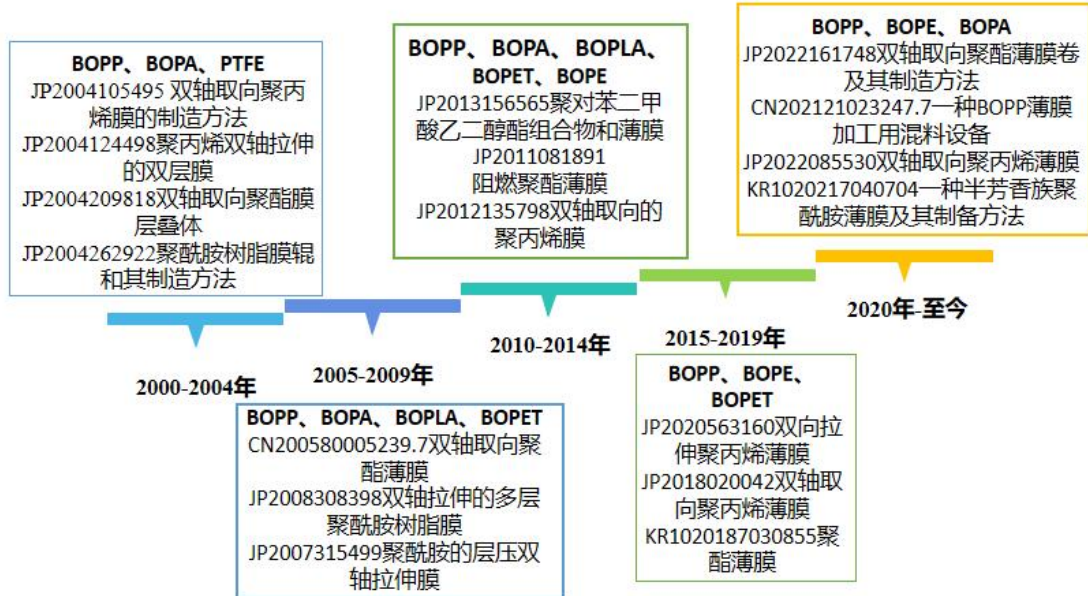 BOPP、BOPA、PTFE
JP2004105495 双轴取向聚丙
烯膜的制造方法
JP2004124498聚丙烯双轴拉伸
的双层膜
JP2004209818双轴取向聚酯膜
层叠体
JP2004262922聚酰胺树脂膜辊
和其制造方法
2000-2004年
BOPP、BOPA、BOPLA、BOPET
CN200580005239.7双轴取向聚
酯薄膜
JP2008308398双轴拉伸的多层
聚酰胺树脂膜
JP2007315499聚酰胺的层压双
轴拉伸膜
2005-2009年
BOPP、BOPA、BOPLA、
BOPET、BOPE
JP2013156565聚对苯二甲
酸乙二醇酯组合物和薄膜
JP2011081891
阻燃聚酯薄膜
JP2012135798双轴取向的
聚丙烯膜
2010-2014年
BOPP、BOPE、
BOPET
JP2020563160双向拉
伸聚丙烯薄膜
JP2018020042双轴取
向聚丙烯薄膜
KR1020187030855聚
酯薄膜
2015-2019年
BOPP、BOPE、BOPA
JP2022161748双轴取向聚酯薄膜卷
及其制造方法
CN202121023247.7一种BOPP薄膜
加工用混料设备
JP2022085530双轴取向聚丙烯薄膜
KR1020217040704一种半芳香族聚
酰胺薄膜及其制备方法
2020年-至今